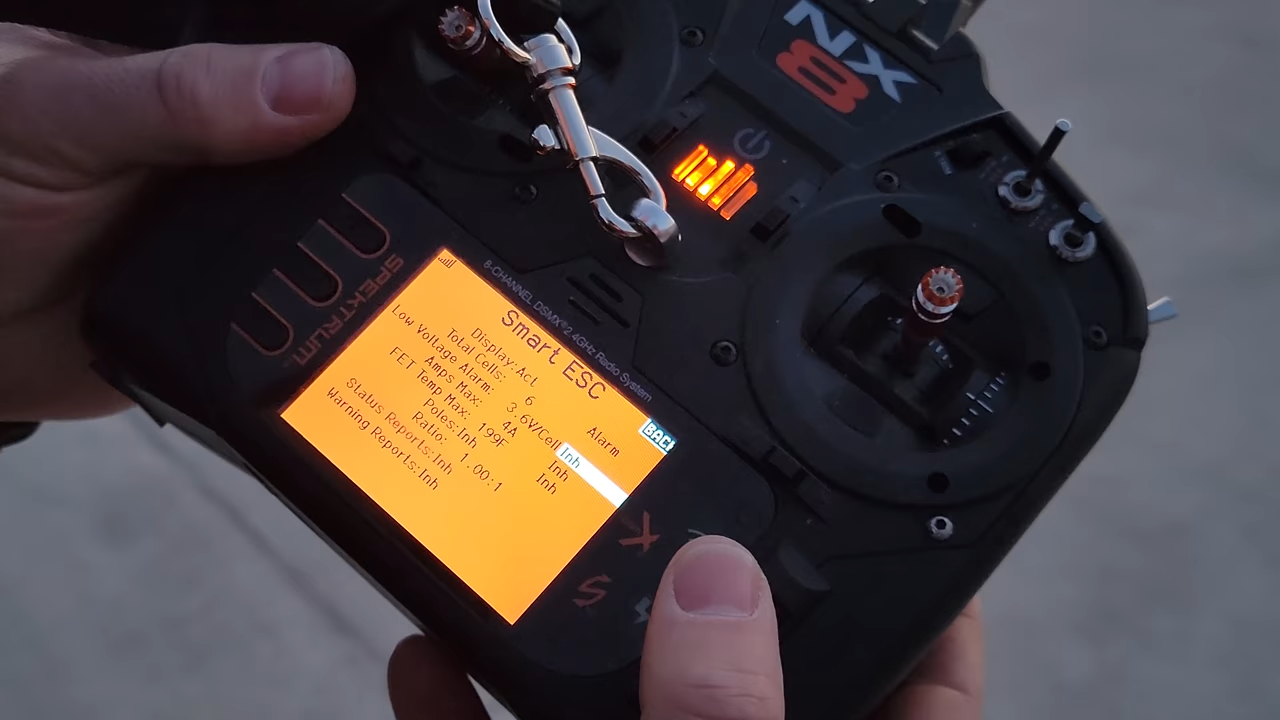 NX
8
SPEKTRUM
8-CHANNEL DSMX® 2.4GHz Radio System
Smart ESC
Display:Act
Total Cells: 6 Alarm BACK
Low Voltage Alarm: 3.6V/Cell Inh
Amps Max: 4A Inh
FET Temp Max: 199F Inh
Poles:Inh
Ratio: 1.00:1
Status Reports:Inh
Warning Reports:Inh